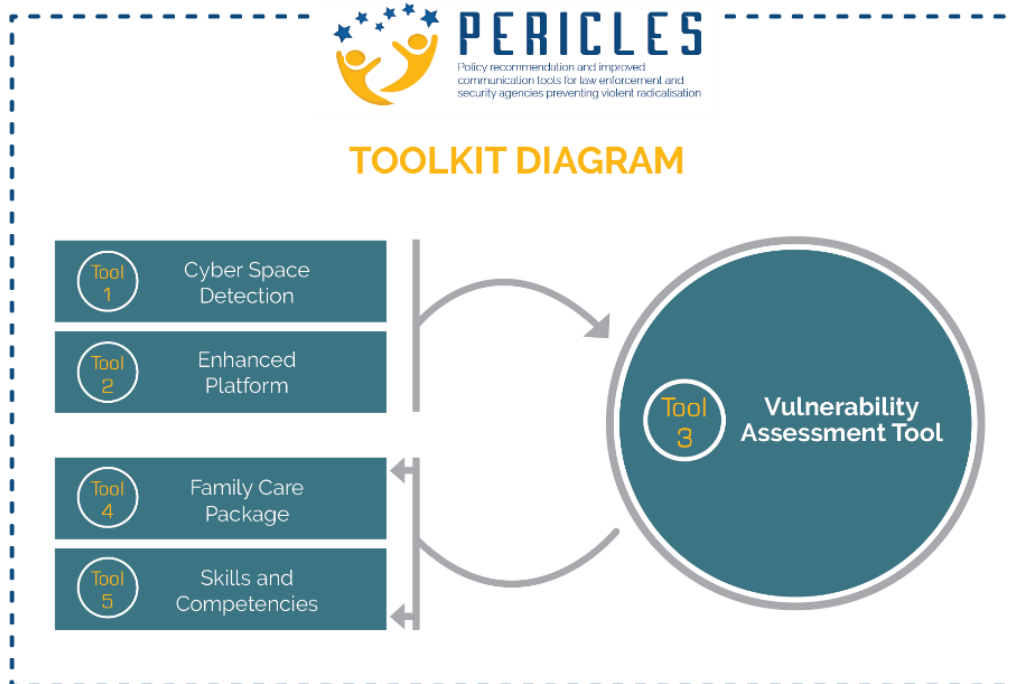 PERICLES
Policy recommendation and improved
communication tools for law enforcement and
security agencies preventing violent radicalisation
TOOLKIT DIAGRAM
Tool
1
Cyber Space
Detection
Tool
2
Enhanced
Platform
Tool
3
Vulnerability
Assessment Tool
Tool
4
Family Care
Package
Tool
5
Skills and
Competencies